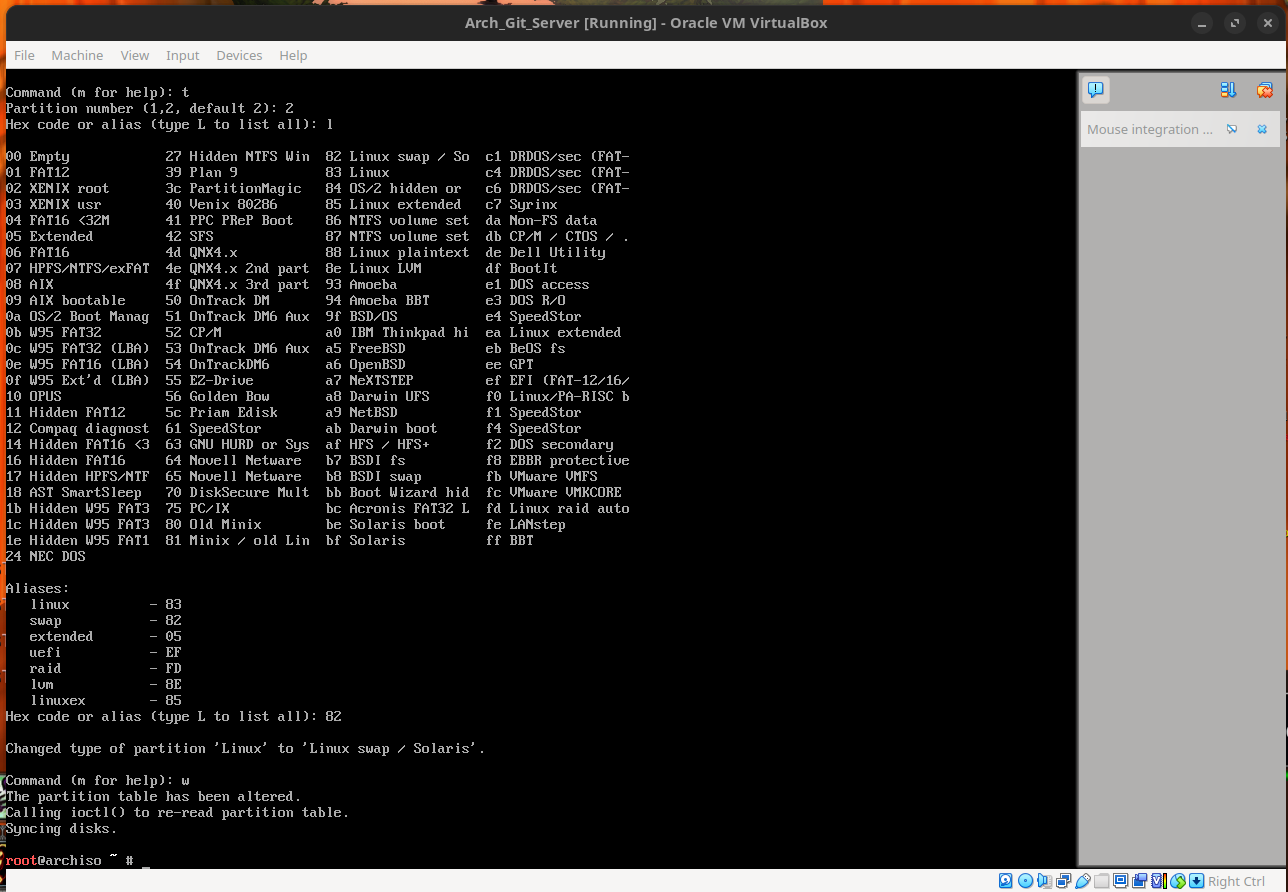 Arch_Git_Server [Running] - Oracle VM VirtualBox
File Machine View Input Devices Help
Command (m for help): t
Partition number (1,2, default 2): 2
Hex code or alias (type L to list all): l
00 Empty 27 Hidden NTFS Win 82 Linux swap / So c1 DRDOS/sec (FAT-
01 FAT12 39 Plan 9 83 Linux c4 DRDOS/sec (FAT-
02 XENIX root 3c PartitionMagic 84 OS/2 hidden or c6 DRDOS/sec (FAT-
03 XENIX usr 40 Venix 80286 85 Linux extended c7 Syrinx
04 FAT16 <32M 41 PPC PReP Boot 86 NTFS volume set da Non-FS data
05 Extended 42 SFS 87 NTFS volume set db CP/M / CTOS / .
06 FAT16 4d QNX4.x 88 Linux plaintext de Dell Utility
07 HPFS/NTFS/exFAT 4e QNX4.x 2nd part 8e Linux LVM df BootIt
08 AIX 4f QNX4.x 3rd part 93 Amoeba e1 DOS access
09 AIX bootable 50 OnTrack DM 94 Amoeba BBT e3 DOS R/O
0a OS/2 Boot Manag 51 OnTrack DM6 Aux 9f BSD/OS e4 SpeedStor
0b W95 FAT32 52 CP/M a0 IBM Thinkpad hi ea Linux extended
0c W95 FAT32 (LBA) 53 OnTrack DM6 Aux a5 FreeBSD eb BeOS fs
0e W95 FAT16 (LBA) 54 OnTrackDM6 a6 OpenBSD ee GPT
0f W95 Ext'd (LBA) 55 EZ-Drive a7 NeXTSTEP ef EFI (FAT-12/16/
10 OPUS 56 Golden Bow a8 Darwin UFS f0 Linux/PA-RISC b
11 Hidden FAT12 5c Priam Edisk a9 NetBSD f1 SpeedStor
12 Compaq diagnost 61 SpeedStor ab Darwin boot f4 SpeedStor
14 Hidden FAT16 <3 63 GNU HURD or Sys af HFS / HFS+ f2 DOS secondary
16 Hidden FAT16 64 Novell Netware b7 BSDI fs f8 EBBR protective
17 Hidden HPFS/NTF 65 Novell Netware b8 BSDI swap fb VMware VMFS
18 AST SmartSleep 70 DiskSecure Mult bb Boot Wizard hid fc VMware VMKCORE
1b Hidden W95 FAT3 75 PC/IX bc Acronis FAT32 L fd Linux raid auto
1c Hidden W95 FAT3 80 Old Minix be Solaris boot fe LANstep
1e Hidden W95 FAT1 81 Minix / old Lin bf Solaris ff BBT
24 NEC DOS
Aliases:
linux - 83
swap - 82
extended - 05
uefi - EF
raid - FD
lvm - 8E
linuxex - 85
Hex code or alias (type L to list all): 82
Changed type of partition 'Linux' to 'Linux swap / Solaris'.
Command (m for help): w
The partition table has been altered.
Calling ioctl() to re-read partition table.
Syncing disks.
root@archiso ~ # _
Mouse integration ...
Right Ctrl